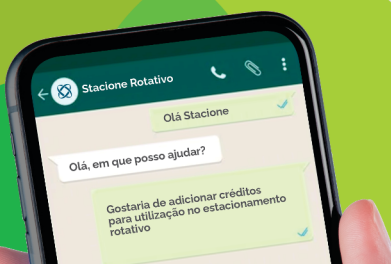 Stacione Rotativo
Olá Stacione
Olá, em que posso ajudar?
Gostaria de adicionar créditos
para utilização no estacionamento
rotativo